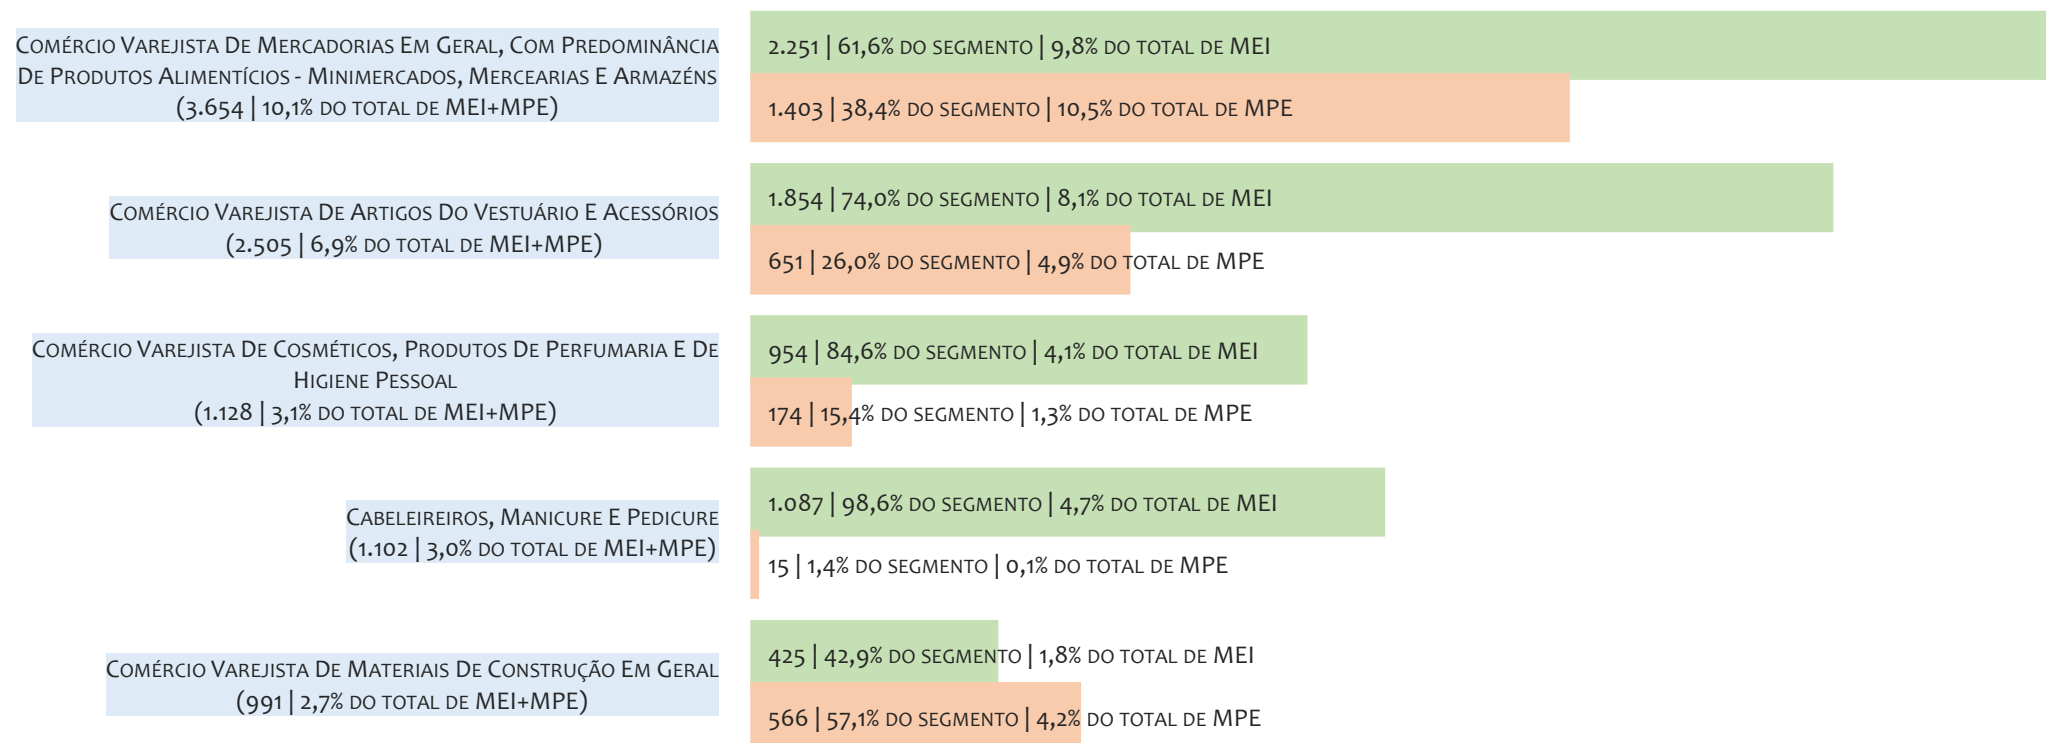 Comércio Varejista De Mercadorias Em Geral, Com Predominância
De Produtos Alimentícios - Minimercados, Mercearias E Armazéns
(3.654 | 10,1% do total de MEI+MPE)
2.251 | 61,6% do segmento | 9,8% do total de MEI
1.403 | 38,4% do segmento | 10,5% do total de MPE
Comércio Varejista De Artigos Do Vestuário E Acessórios
(2.505 | 6,9% do total de MEI+MPE)
1.854 | 74,0% do segmento | 8,1% do total de MEI
651 | 26,0% do segmento | 4,9% do total de MPE
Comércio Varejista De Cosméticos, Produtos De Perfumaria E De
Higiene Pessoal
(1.128 | 3,1% do total de MEI+MPE)
954 | 84,6% do segmento | 4,1% do total de MEI
174 | 15,4% do segmento | 1,3% do total de MPE
Cabeleireiros, Manicure E Pedicure
(1.102 | 3,0% do total de MEI+MPE)
1.087 | 98,6% do segmento | 4,7% do total de MEI
15 | 1,4% do segmento | 0,1% do total de MPE
Comércio Varejista De Materiais De Construção Em Geral
(991 | 2,7% do total de MEI+MPE)
425 | 42,9% do segmento | 1,8% do total de MEI
566 | 57,1% do segmento | 4,2% do total de MPE